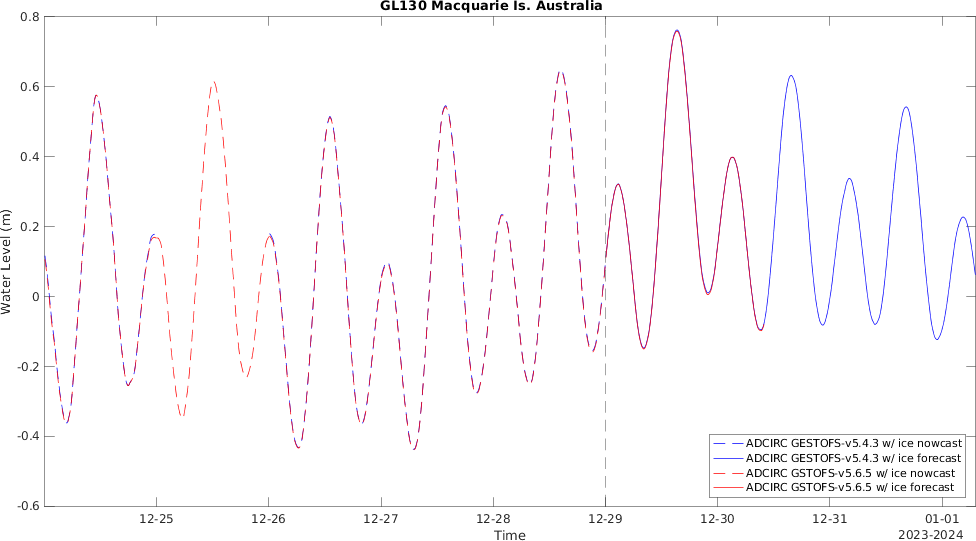 GL130 Macquarie Is. Australia
0.8
0.6
0.4
0.2
0
-0.2
-0.4
-0.6
Water Level (m)
12-25
12-26
12-27
12-28
12-29
12-30
12-31
01-01
Time
2023-2024
ADCIRC GESTOFS-v5.4.3 w/ ice nowcast
ADCIRC GESTOFS-v5.4.3 w/ ice forecast
ADCIRC GSTOFS-v5.6.5 w/ ice nowcast
ADCIRC GSTOFS-v5.6.5 w/ ice forecast